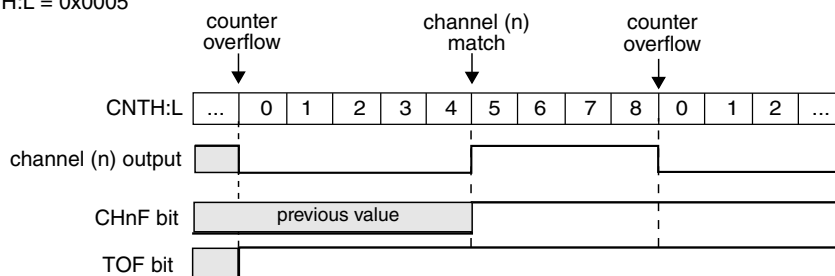 H:L = 0x0005
counter overflow
channel (n) match
counter overflow
CNTH:L ... 0 1 2 3 4 5 6 7 8 0 1 2 ...
channel (n) output
CHnF bit previous value
TOF bit